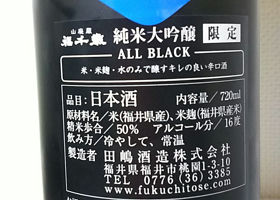 山廃屋
福千歳 純米大吟醸 限定
ALL BLACK
米・米麹・水のみで醸すキレの良い辛口酒
品目:日本酒 内容量/720ml
原材料名/米(福井県産)、米麹(福井県産米)
精米歩合/50% アルコール分/16度
飲み方/冷やして、常温
製造者 田嶋酒造株式会社
福井県福井市桃園1-3-10
TEL 0776(36)3385
www.fukuchitose.com